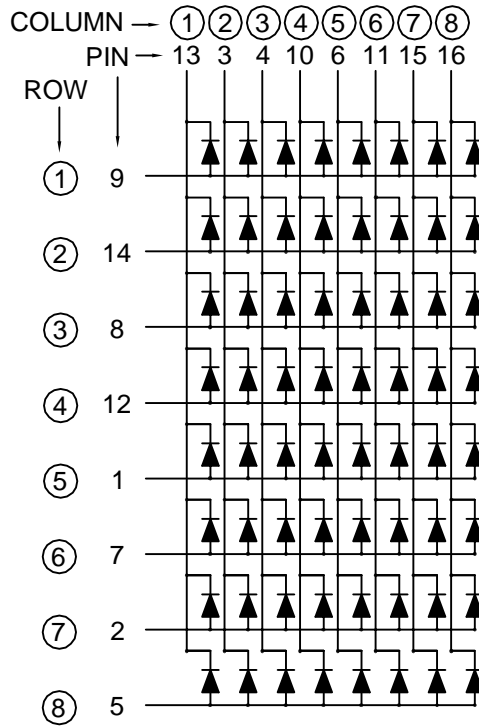 COLUMN → ① ② ③ ④ ⑤ ⑥ ⑦ ⑧
PIN → 13 3 4 10 6 11 15 16
ROW
① 9
② 14
③ 8
④ 12
⑤ 1
⑥ 7
⑦ 2
⑧ 5